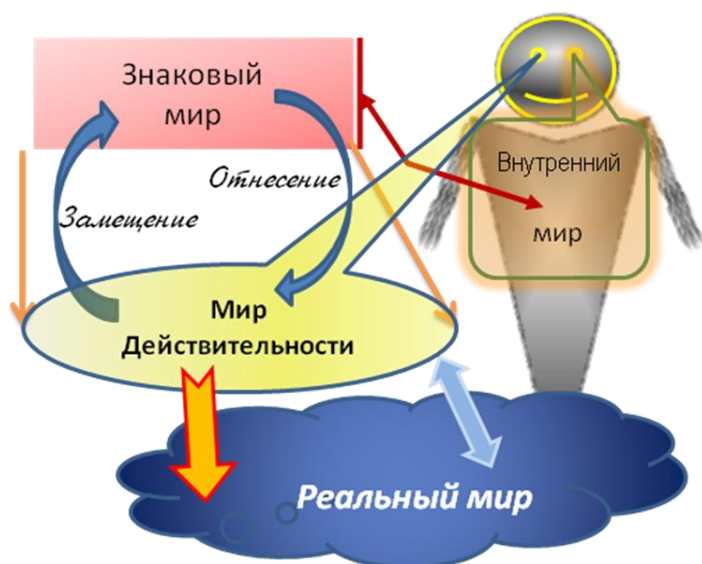 Знаковый
мир
Отнесение
Замещение
Внутренний
мир
Мир
Действительности
Реальный мир